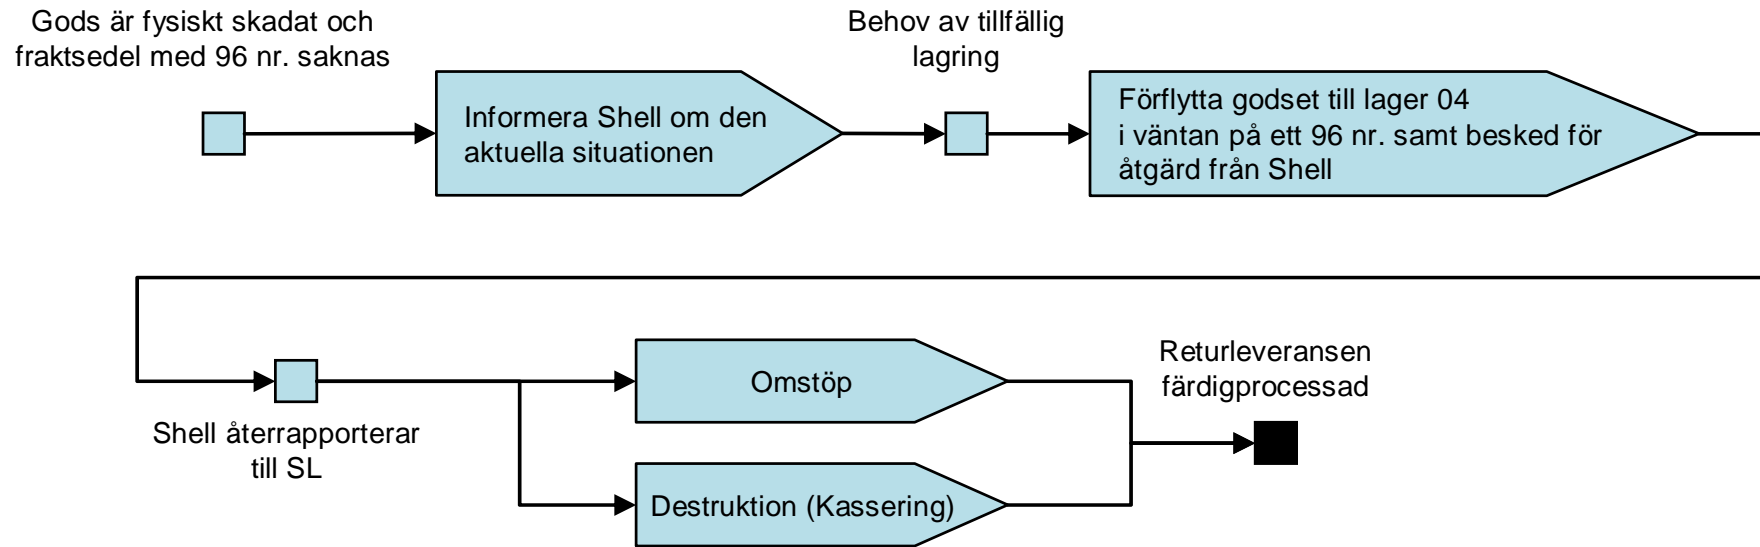 Gods är fysiskt skadat och
fraktsedel med 96 nr. saknas
Informera Shell om den
aktuella situationen
Behov av tillfällig
lagring
Förflytta godset till lager 04
i väntan på ett 96 nr. samt besked för
åtgärd från Shell
Shell återrapporterar
till SL
Omstöp
Destruktion (Kassering)
Returleveransen
färdigprocessad